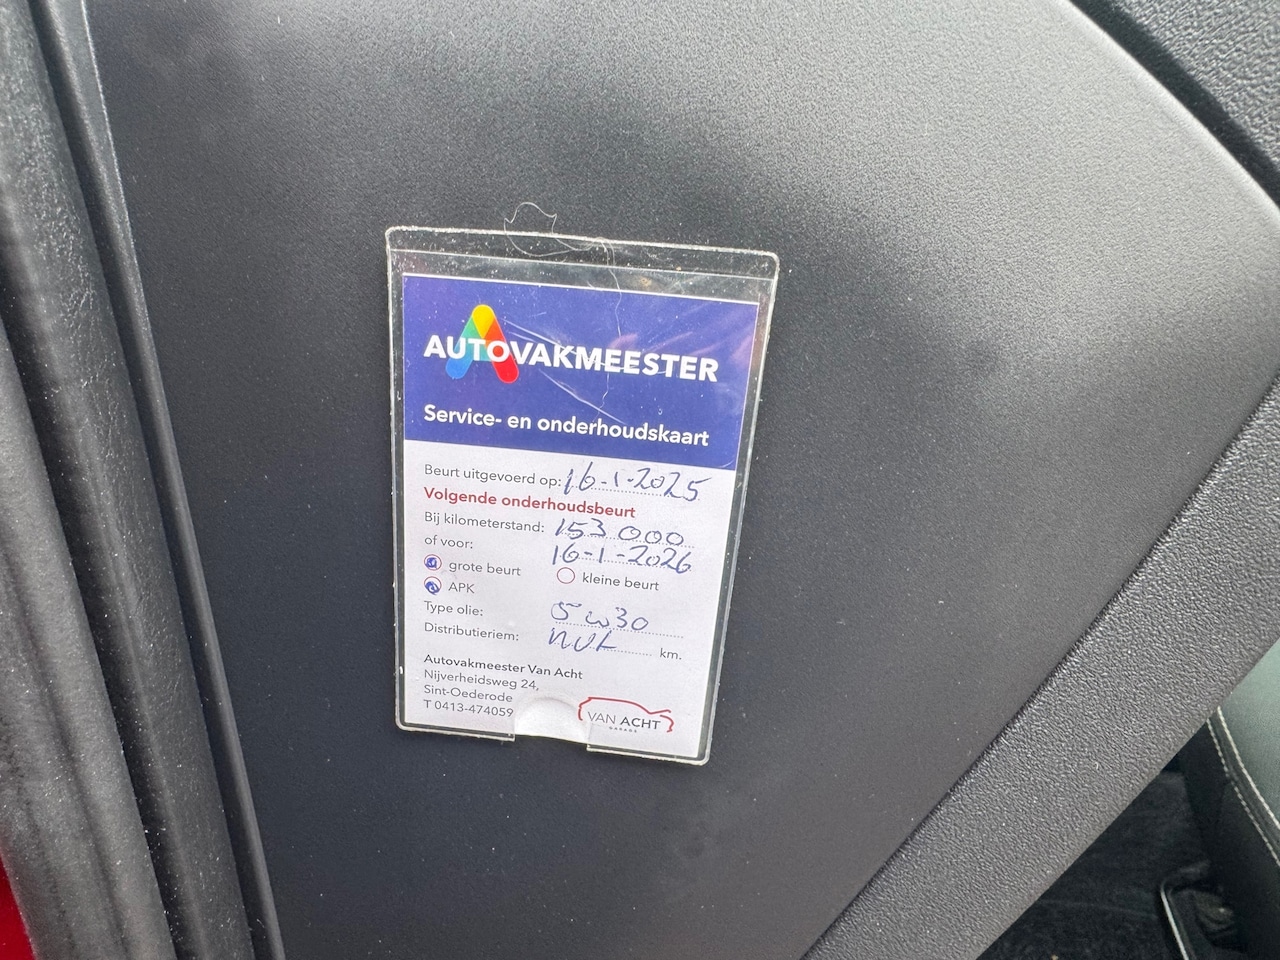 AUTOVAKMEESTER
Service- en onderhoudskaart
Beurt uitgevoerd op: 16-1-2025
Volgende onderhoudsbeurt
Bij kilometerstand: 153 000
of voor: 16-1-2026
grote beurt kleine beurt
APK
Type olie: 5w30
Distributieriem: nvt km.
Autovakmeester Van Acht
Nijverheidsweg 24,
Sint-Oederode
T 0413-474059
VAN ACHT
GARAGE